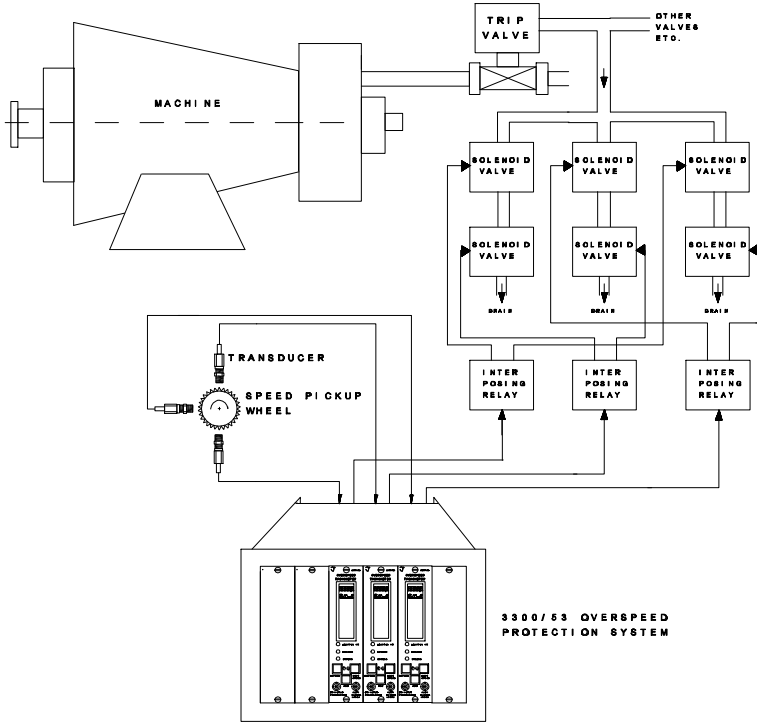 TRIP
VALVE
OTHER
VALVES
ETC.
MACHINE
SOLENOID
VALVE
SOLENOID
VALVE
SOLENOID
VALVE
SOLENOID
VALVE
SOLENOID
VALVE
SOLENOID
VALVE
DRAIN
DRAIN
DRAIN
TRANSDUCER
SPEED PICKUP
WHEEL
INTER
POSING
RELAY
INTER
POSING
RELAY
INTER
POSING
RELAY
3300/53 OVERSPEED
PROTECTION SYSTEM